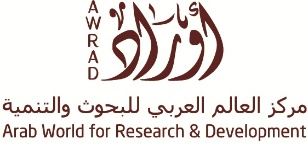 AWRAD
أوراد
مركز العالم العربي للبحوث والتنمية
Arab World for Research & Development